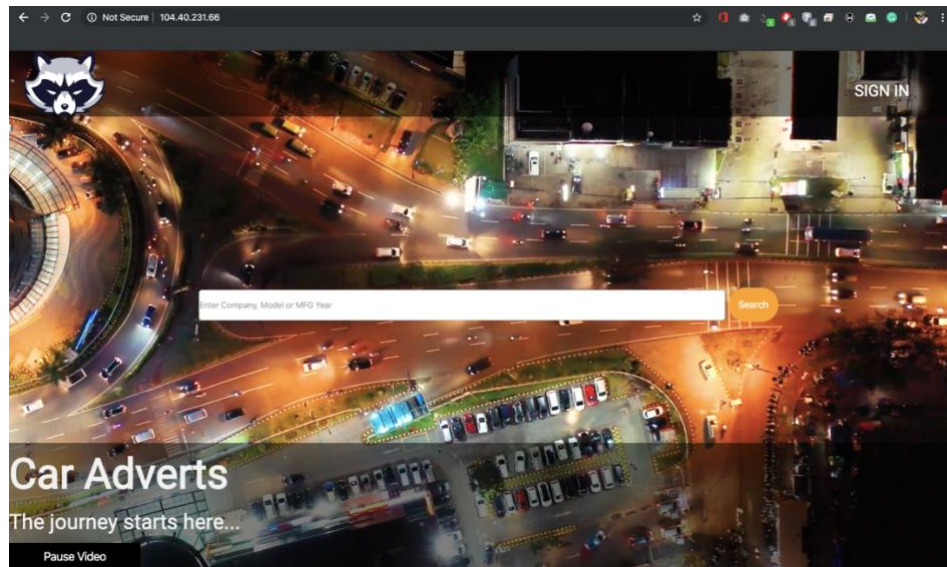 Not Secure | 104.40.231.66
SIGN IN
Enter Company, Model or MFG Year
Search
Car Adverts
The journey starts here...
Pause Video